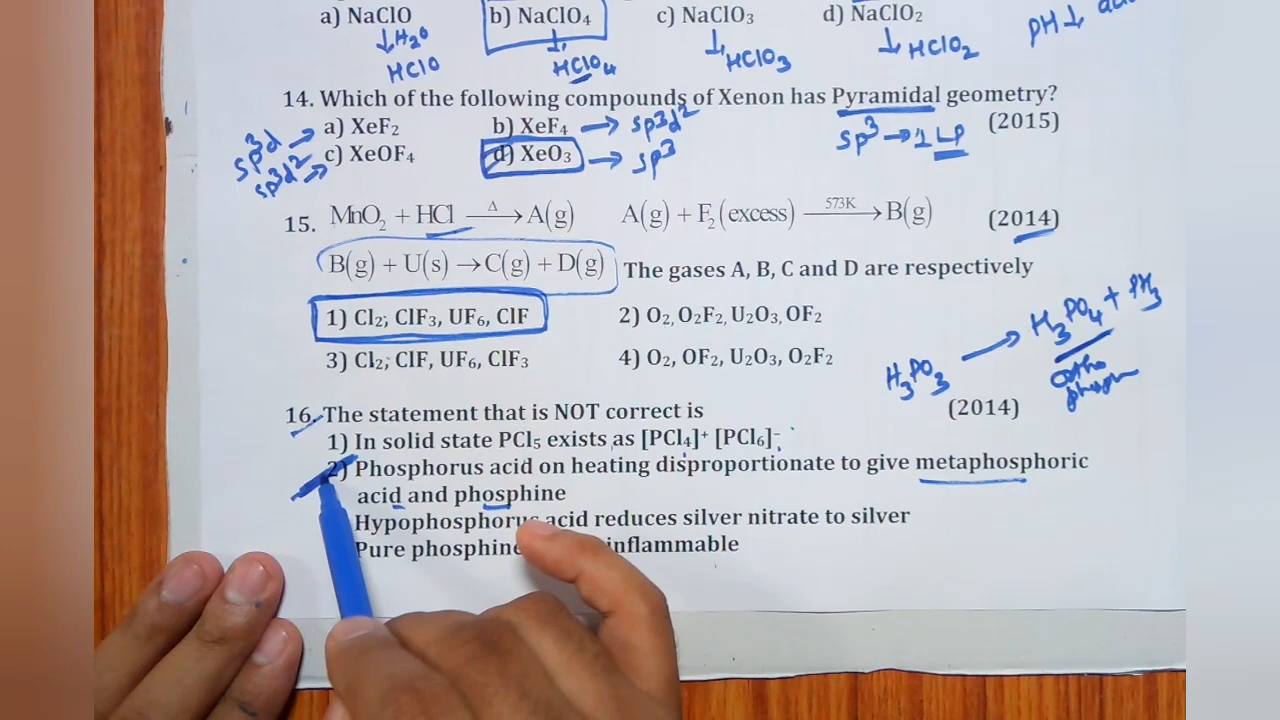 a) NaClO b) NaClO₄ c) NaClO₃ d) NaClO₂
↓H₂O ↓ ↓HClO₃ ↓HClO₂ pH↓
HClO HClO₄
14. Which of the following compounds of Xenon has Pyramidal geometry?
(2015)
sp³d → a) XeF₂ b) XeF₄ → sp³d² sp³ → 1 LP
sp³d² → c) XeOF₄ d) XeO₃ → sp³
15. MnO₂ + HCl —Δ→ A(g) A(g) + F₂(excess) —573K→ B(g) (2014)
B(g) + U(s) → C(g) + D(g) The gases A, B, C and D are respectively
1) Cl₂, ClF₃, UF₆, ClF 2) O₂, O₂F₂, U₂O₃, OF₂
3) Cl₂, ClF, UF₆, ClF₃ 4) O₂, OF₂, U₂O₃, O₂F₂
H₃PO₃ → H₃PO₄ + PH₃
Ortho
16. The statement that is NOT correct is (2014)
1) In solid state PCl₅ exists as [PCl₄]⁺ [PCl₆]⁻
2) Phosphorus acid on heating disproportionate to give metaphosphoric
acid and phosphine
Hypophosphorus acid reduces silver nitrate to silver
Pure phosphine inflammable